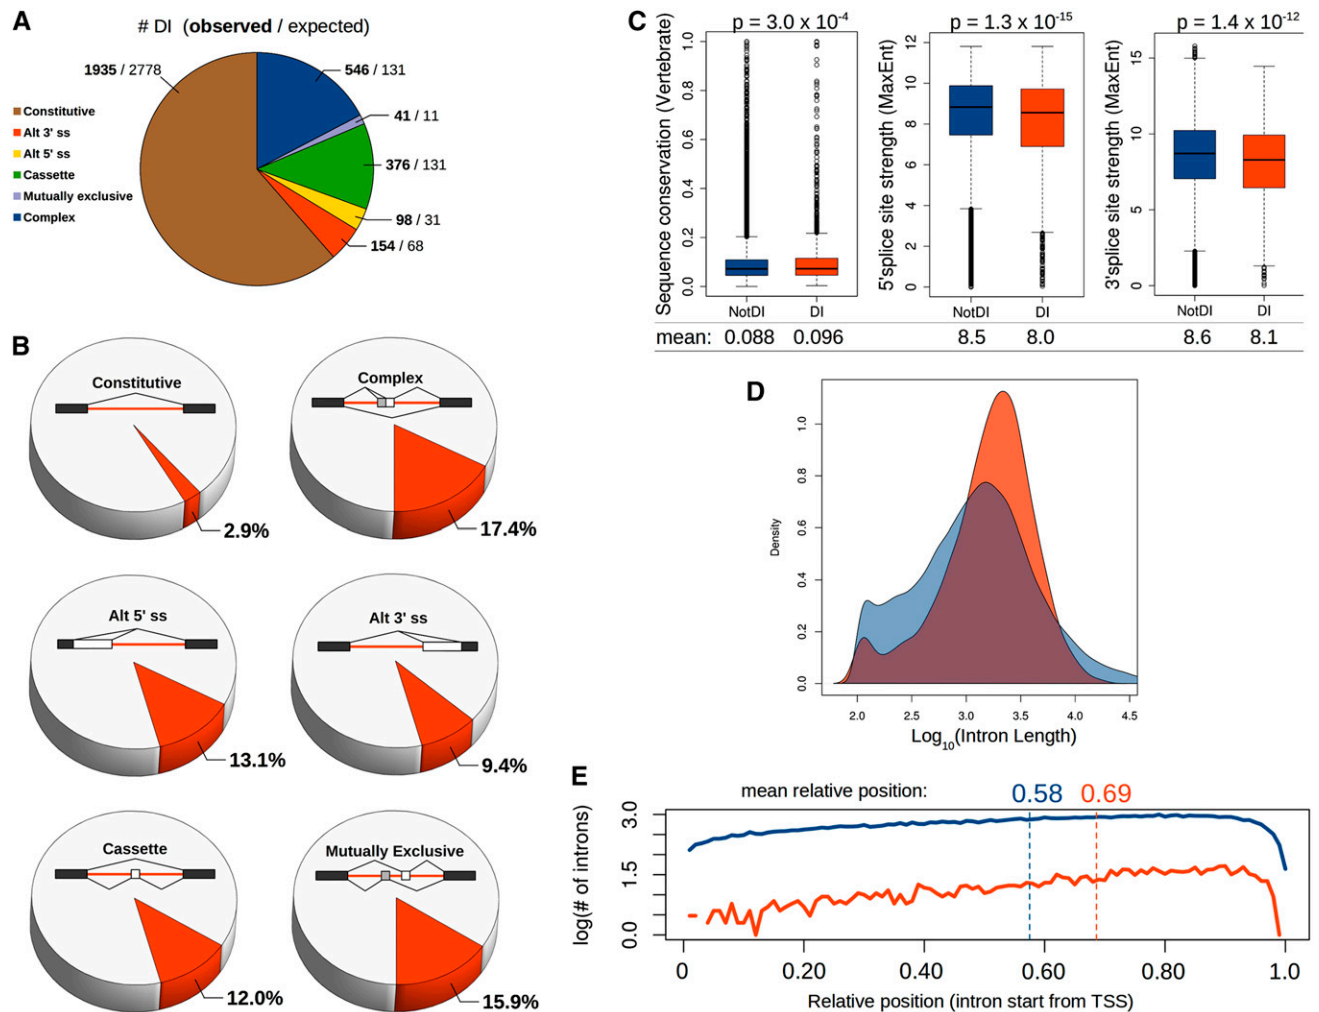 A
# DI (observed / expected)
1935 / 2778
546 / 131
41 / 11
376 / 131
98 / 31
154 / 68
Constitutive
Alt 3' ss
Alt 5' ss
Cassette
Mutually exclusive
Complex
B
Constitutive
2.9%
Complex
17.4%
Alt 5' ss
13.1%
Alt 3' ss
9.4%
Cassette
12.0%
Mutually Exclusive
15.9%
C
p = 3.0 x 10-4
Sequence conservation (Vertebrate)
1.0
0.8
0.6
0.4
0.2
0.0
NotDI DI
p = 1.3 x 10-15
5'splice site strength (MaxEnt)
12
10
8
6
4
2
0
NotDI DI
p = 1.4 x 10-12
3'splice site strength (MaxEnt)
15
10
5
0
NotDI DI
mean: 0.088 0.096 8.5 8.0 8.6 8.1
D
Density
1.0
0.8
0.6
0.4
0.2
0.0
2.0 2.5 3.0 3.5 4.0 4.5
Log10(Intron Length)
E
mean relative position: 0.58 0.69
log(# of introns)
3.0
1.5
0.0
0 0.20 0.40 0.60 0.80 1.0
Relative position (intron start from TSS)